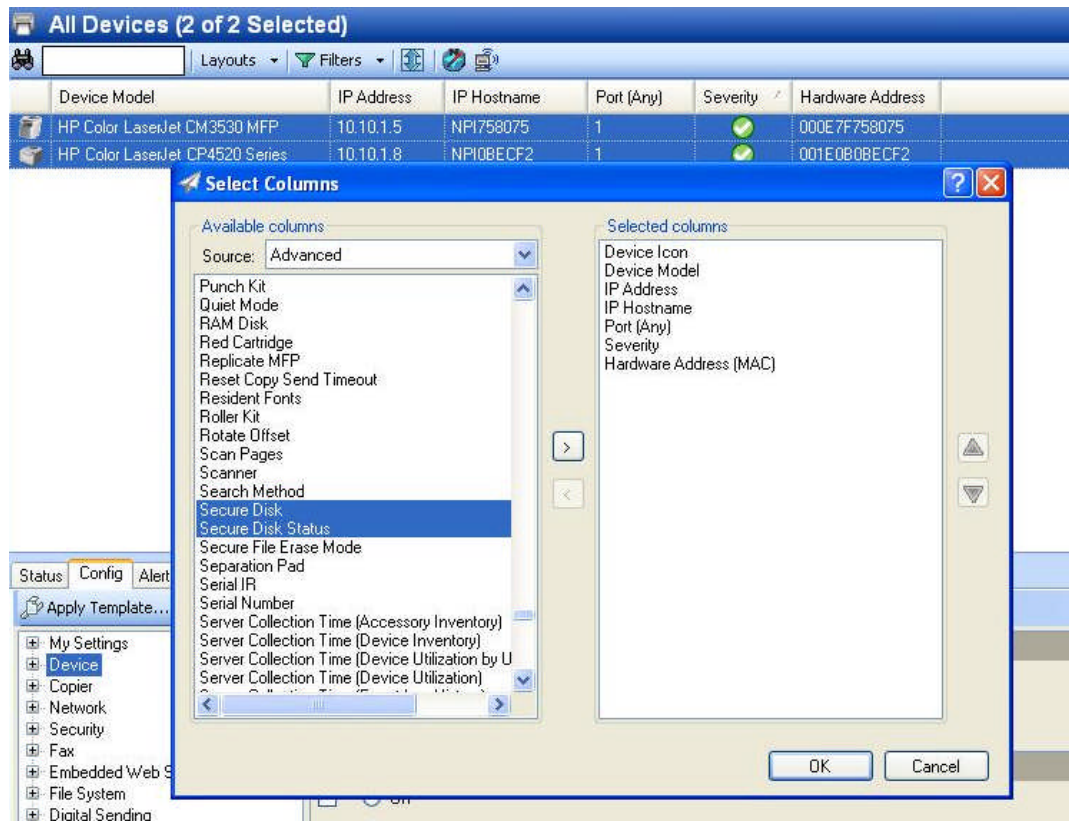 All Devices (2 of 2 Selected)
Layouts Filters
Device Model IP Address IP Hostname Port (Any) Severity Hardware Address
HP Color LaserJet CM3530 MFP 10.10.1.5 NPI758075 1 000E7F758075
HP Color LaserJet CP4520 Series 10.10.1.8 NPI0BECF2 1 001E0B0BECF2
Select Columns
Available columns
Source: Advanced
Punch Kit
Quiet Mode
RAM Disk
Red Cartridge
Replicate MFP
Reset Copy Send Timeout
Resident Fonts
Roller Kit
Rotate Offset
Scan Pages
Scanner
Search Method
Secure Disk
Secure Disk Status
Secure File Erase Mode
Separation Pad
Serial IR
Serial Number
Server Collection Time (Accessory Inventory)
Server Collection Time (Device Inventory)
Server Collection Time (Device Utilization by U
Server Collection Time (Device Utilization)
>
<
Selected columns
Device Icon
Device Model
IP Address
IP Hostname
Port (Any)
Severity
Hardware Address (MAC)
OK Cancel
Status Config Alert
Apply Template...
My Settings
Device
Copier
Network
Security
Fax
Embedded Web S
File System
Digital Sending